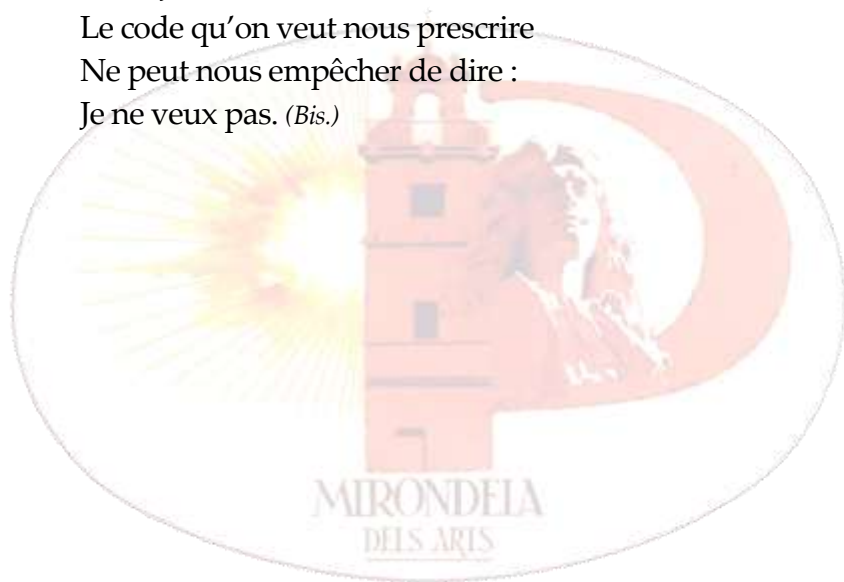 Le code qu’on veut nous prescrire
Ne peut nous empêcher de dire :
Je ne veux pas. (Bis.)
MIRONDELA
DELS ARTS